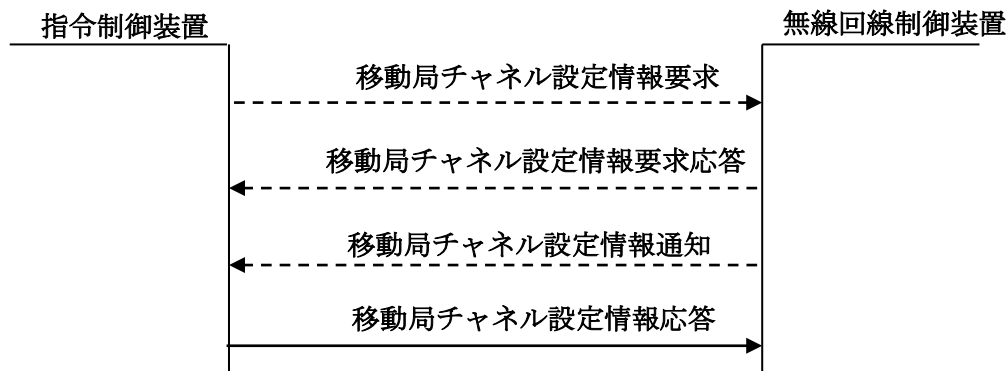 指令制御装置
無線回線制御装置
移動局チャネル設定情報要求
移動局チャネル設定情報要求応答
移動局チャネル設定情報通知
移動局チャネル設定情報応答